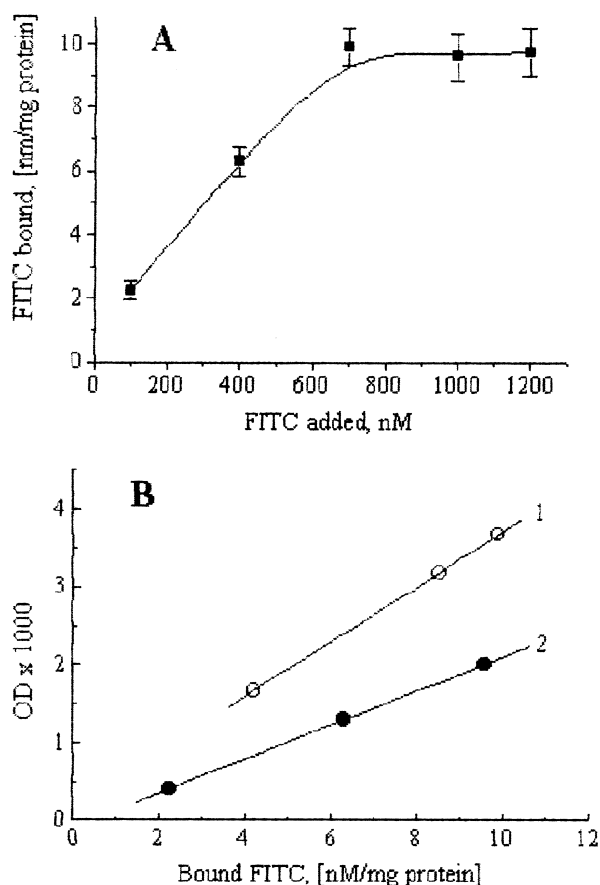 A
FITC bound, [nm/mg protein]
10
8
6
4
2
0
0 200 400 600 800 1000 1200
FITC added, nM
B
OD x 1000
4
3
2
1
0
1
2
0 2 4 6 8 10 12
Bound FITC, [nM/mg protein]